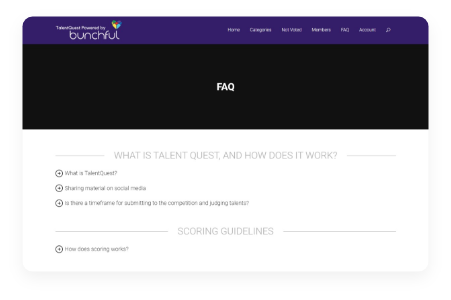 TalentQuest Powered by
bunchful
Home Categories Not Voted Members FAQ Account
FAQ
WHAT IS TALENT QUEST, AND HOW DOES IT WORK?
What is TalentQuest?
Sharing material on social media
Is there a timeframe for submitting to the competition and judging talents?
SCORING GUIDELINES
How does scoring works?